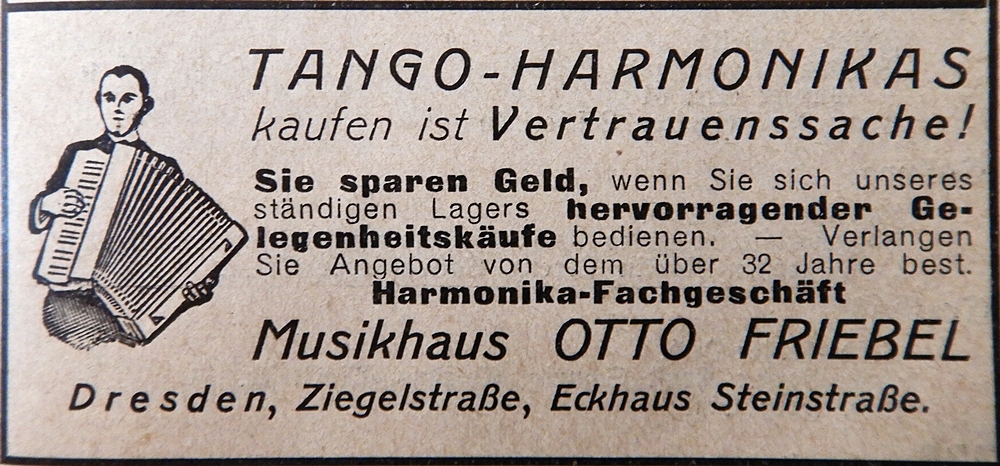 TANGO-HARMONIKAS
kaufen ist Vertrauenssache!
Sie sparen Geld, wenn Sie sich unseres
ständigen Lagers hervorragender Ge-
legenheitskäufe bedienen. — Verlangen
Sie Angebot von dem über 32 Jahre best.
Harmonika-Fachgeschäft
Musikhaus OTTO FRIEBEL
Dresden, Ziegelstraße, Eckhaus Steinstraße.